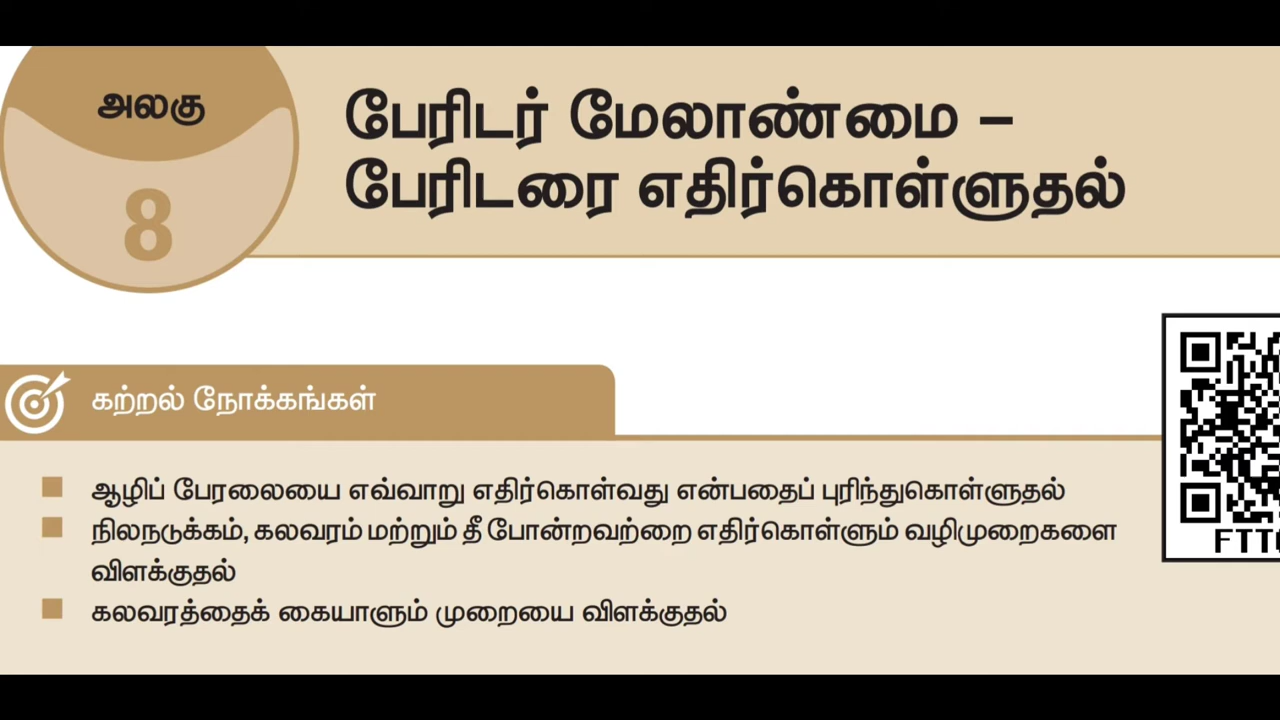 அலகு
8
பேரிடர் மேலாண்மை –
பேரிடரை எதிர்கொள்ளுதல்
கற்றல் நோக்கங்கள்
ஆழிப் பேரலையை எவ்வாறு எதிர்கொள்வது என்பதைப் புரிந்துகொள்ளுதல்
நிலநடுக்கம், கலவரம் மற்றும் தீ போன்றவற்றை எதிர்கொள்ளும் வழிமுறைகளை
விளக்குதல்
கலவரத்தைக் கையாளும் முறையை விளக்குதல்